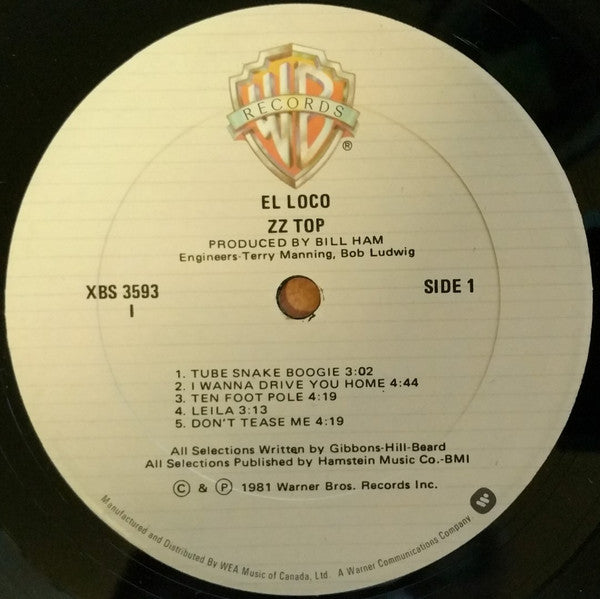 WB
RECORDS
®
EL LOCO
ZZ TOP
PRODUCED BY BILL HAM
Engineers-Terry Manning, Bob Ludwig
XBS 3593
I
SIDE 1
1. TUBE SNAKE BOOGIE 3:02
2. I WANNA DRIVE YOU HOME 4:44
3. TEN FOOT POLE 4:19
4. LEILA 3:13
5. DON'T TEASE ME 4:19
All Selections Written by Gibbons-Hill-Beard
All Selections Published by Hamstein Music Co.-BMI
© & ℗ 1981 Warner Bros. Records Inc.
Manufactured and Distributed By WEA Music of Canada, Ltd. A Warner Communications Company